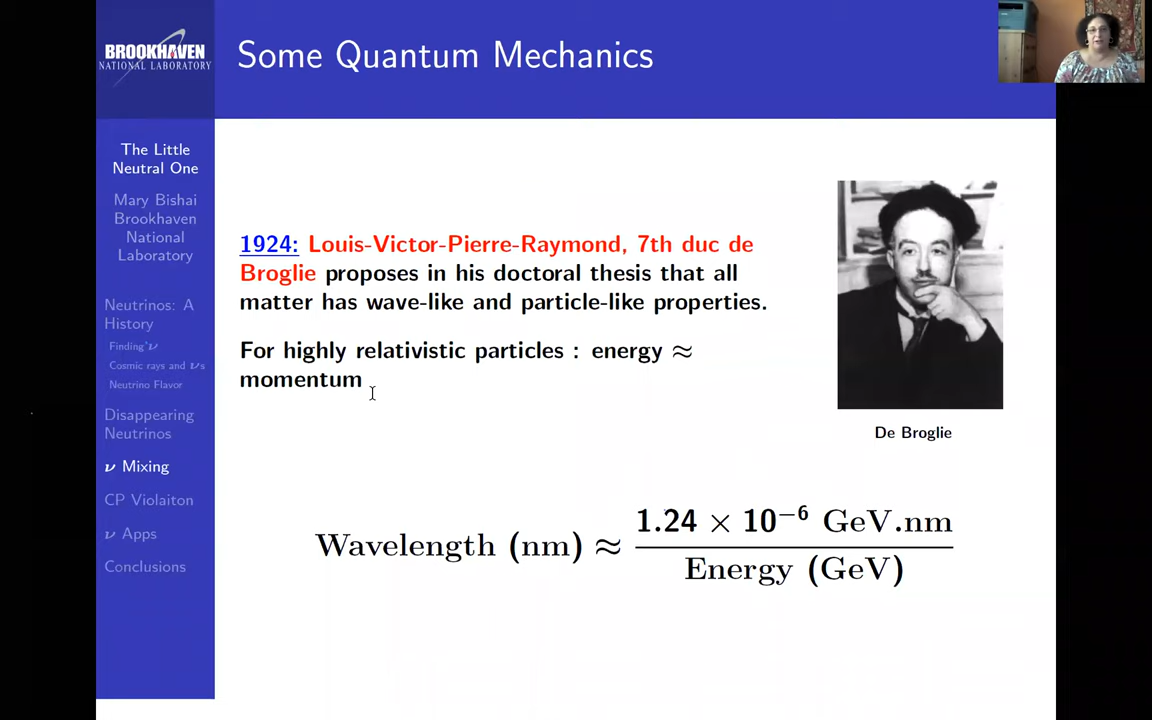 BROOKHAVEN
NATIONAL LABORATORY
Some Quantum Mechanics
The Little
Neutral One
Mary Bishai
Brookhaven
National
Laboratory
Neutrinos: A
History
Finding ν
Cosmic rays and νs
Neutrino Flavor
Disappearing
Neutrinos
ν Mixing
CP Violaiton
ν Apps
Conclusions
1924: Louis-Victor-Pierre-Raymond, 7th duc de
Broglie proposes in his doctoral thesis that all
matter has wave-like and particle-like properties.
For highly relativistic particles : energy ≈
momentum
De Broglie
Wavelength (nm) ≈ 1.24 × 10⁻⁶ GeV.nm
Energy (GeV)